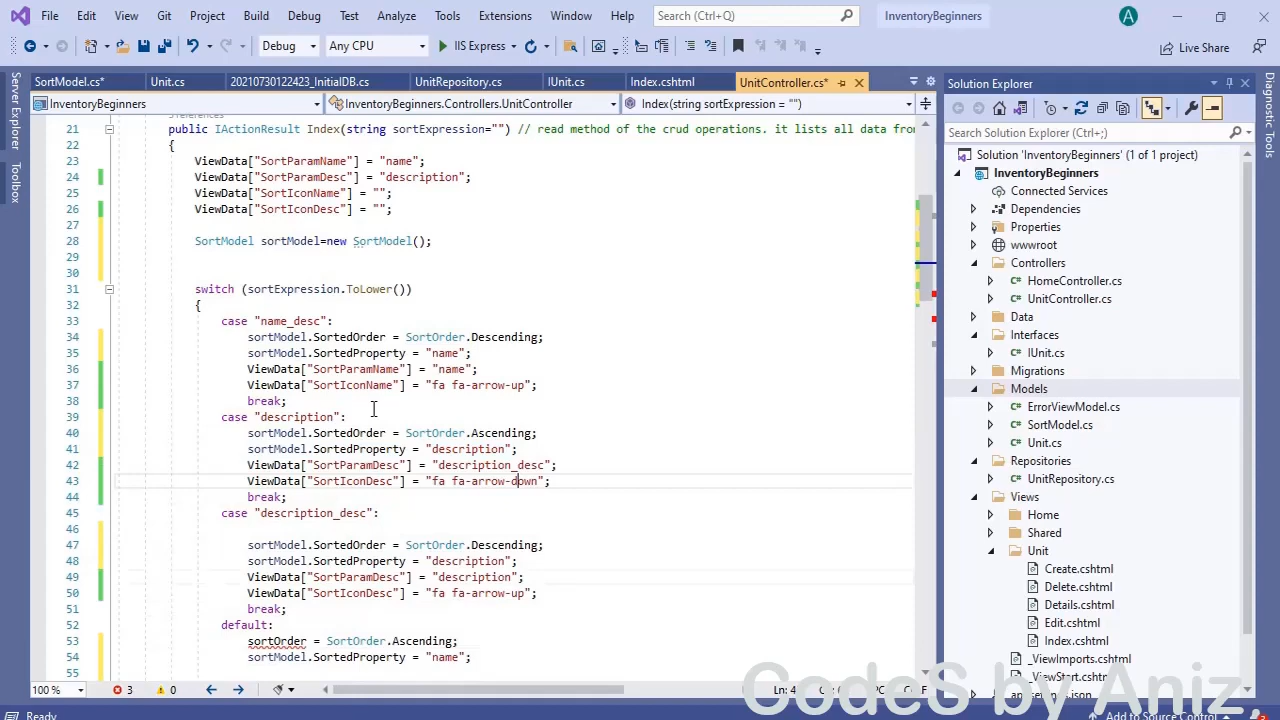 File Edit View Git Project Build Debug Test Analyze Tools Extensions Window Help Search (Ctrl+Q) InventoryBeginners A
Debug Any CPU IIS Express Live Share
SortModel.cs* Unit.cs 20210730122423_InitialDB.cs UnitRepository.cs IUnit.cs Index.cshtml UnitController.cs*
InventoryBeginners InventoryBeginners.Controllers.UnitController Index(string sortExpression = "")
21 public IActionResult Index(string sortExpression="") // read method of the crud operations. it lists all data fro
22 {
23 ViewData["SortParamName"] = "name";
24 ViewData["SortParamDesc"] = "description";
25 ViewData["SortIconName"] = "";
26 ViewData["SortIconDesc"] = "";
27
28 SortModel sortModel=new SortModel();
29
30
31 switch (sortExpression.ToLower())
32 {
33 case "name_desc":
34 sortModel.SortedOrder = SortOrder.Descending;
35 sortModel.SortedProperty = "name";
36 ViewData["SortParamName"] = "name";
37 ViewData["SortIconName"] = "fa fa-arrow-up";
38 break;
39 case "description":
40 sortModel.SortedOrder = SortOrder.Ascending;
41 sortModel.SortedProperty = "description";
42 ViewData["SortParamDesc"] = "description_desc";
43 ViewData["SortIconDesc"] = "fa fa-arrow-down";
44 break;
45 case "description_desc":
46
47 sortModel.SortedOrder = SortOrder.Descending;
48 sortModel.SortedProperty = "description";
49 ViewData["SortParamDesc"] = "description";
50 ViewData["SortIconDesc"] = "fa fa-arrow-up";
51 break;
52 default:
53 sortOrder = SortOrder.Ascending;
54 sortModel.SortedProperty = "name";
55
100 % 3 0
Ready Add to Source Control
Server Explorer
Toolbox
Solution Explorer
Search Solution Explorer (Ctrl+;)
Solution 'InventoryBeginners' (1 of 1 project)
InventoryBeginners
Connected Services
Dependencies
Properties
wwwroot
Controllers
C# HomeController.cs
C# UnitController.cs
Data
Interfaces
C# IUnit.cs
Migrations
Models
C# ErrorViewModel.cs
C# SortModel.cs
C# Unit.cs
Repositories
C# UnitRepository.cs
Views
Home
Shared
Unit
Create.cshtml
Delete.cshtml
Details.cshtml
Edit.cshtml
Index.cshtml
_ViewImports.cshtml
Diagnostic Tools
CodeS by Aniz